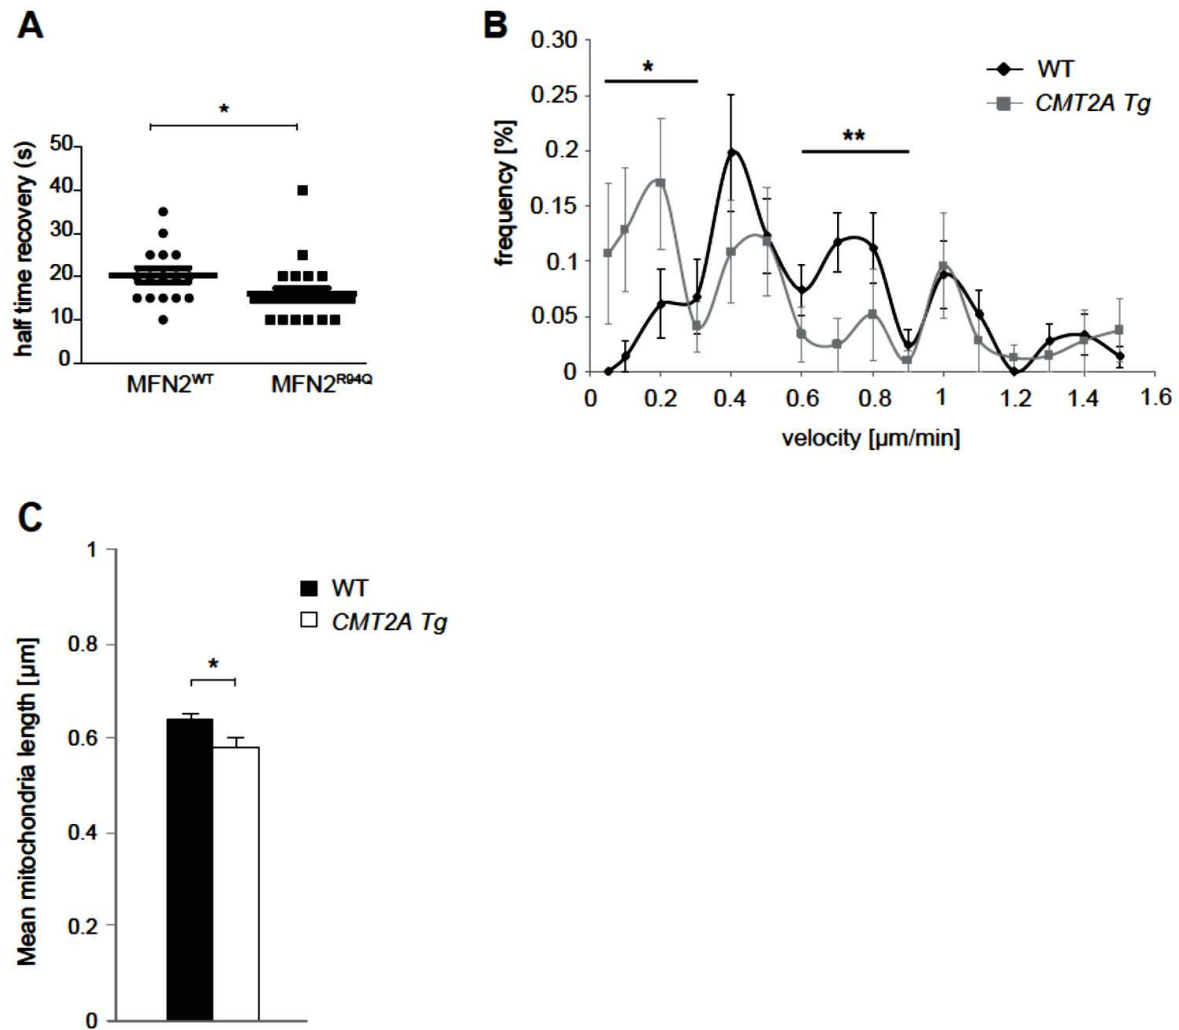 A
*
half time recovery (s)
50
40
30
20
10
0
MFN2WT
MFN2R94Q
B
0.30
0.25
0.2
0.15
0.1
0.05
0
frequency [%]
*
**
WT
CMT2A Tg
0 0.2 0.4 0.6 0.8 1 1.2 1.4 1.6
velocity [µm/min]
C
1
0.8
0.6
0.4
0.2
0
Mean mitochondria length [µm]
*
WT
CMT2A Tg